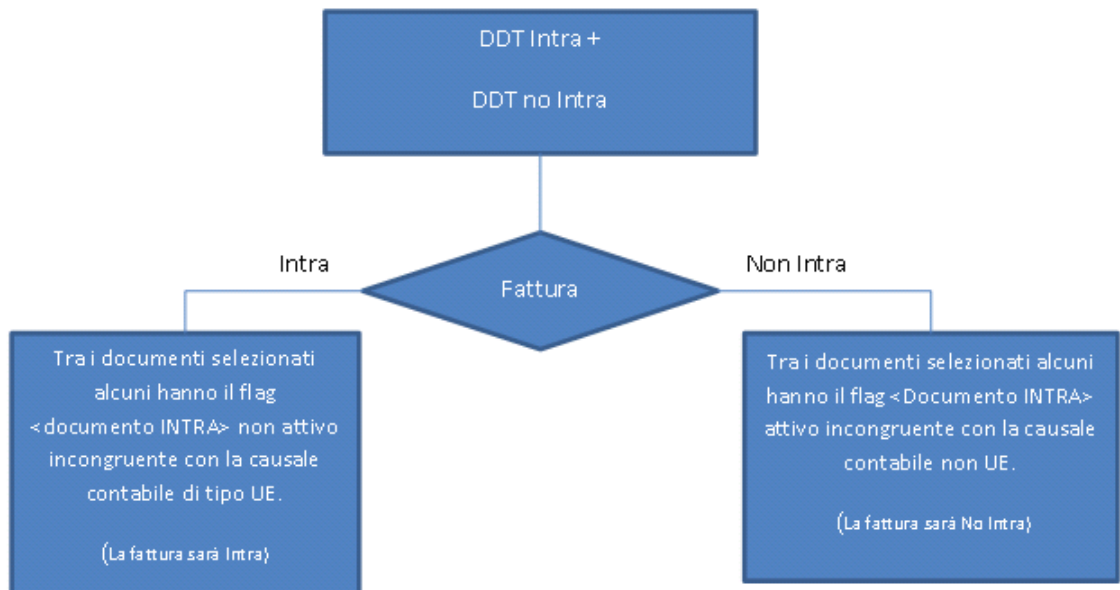 DDT Intra +
DDT no Intra
Intra
Fattura
Non Intra
Tra i documenti selezionati
alcuni hanno il flag
<documento INTRA> non attivo
incongruente con la causale
contabile di tipo UE.
(La fattura sarà Intra)
Tra i documenti selezionati alcuni
hanno il flag <Documento INTRA>
attivo incongruente con la causale
contabile non UE.
(La fattura sarà No Intra)